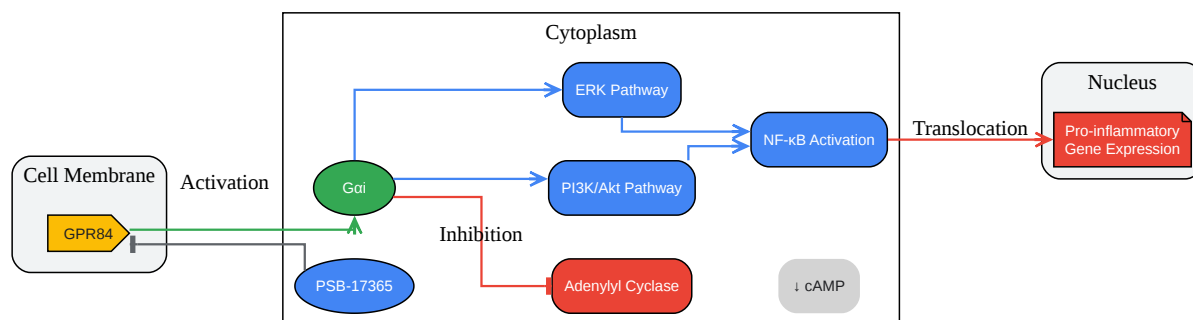 Cytoplasm
Nucleus
ERK Pathway
Pro-inflammatory
Gene Expression
Translocation
NF-κB Activation
Cell Membrane
Activation
Gαi
PI3K/Akt Pathway
GPR84
Inhibition
PSB-17365
Adenylyl Cyclase
↓ cAMP